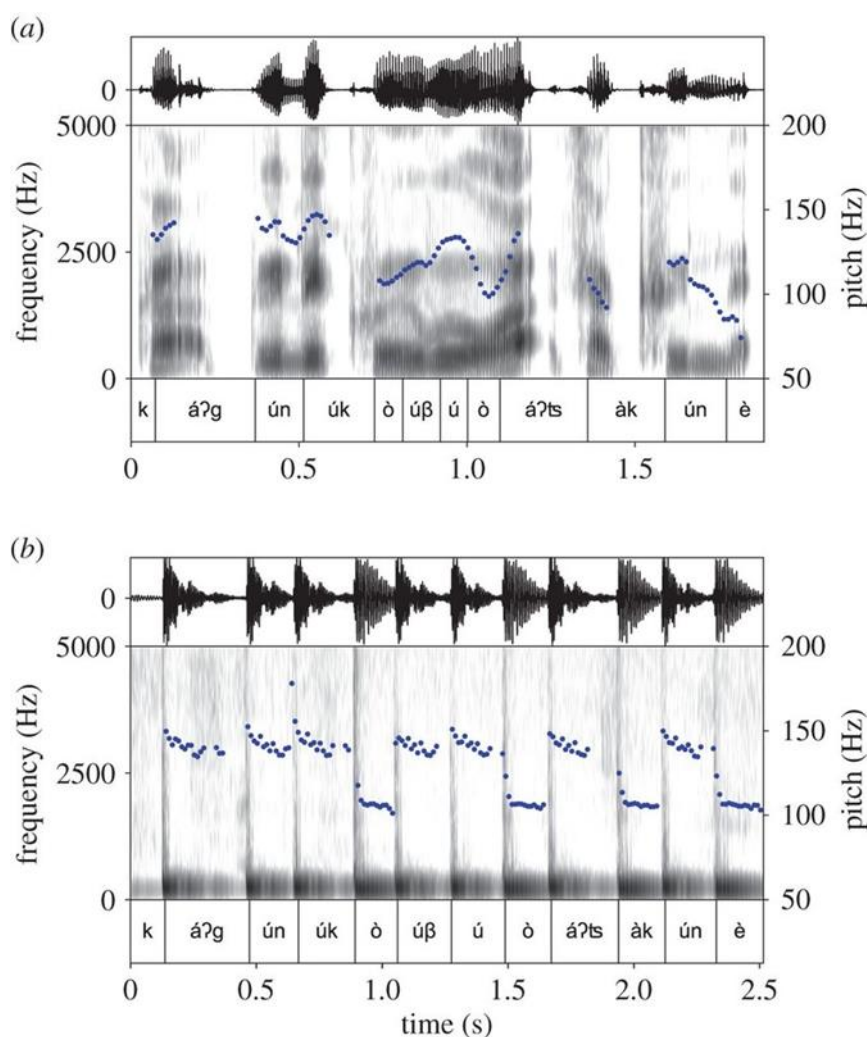 (a)
0
5000
200
frequency (Hz)
2500
150
100
pitch (Hz)
0
50
k áʔg ún úk ò úβ ú ò áʔʦ àk ún è
0 0.5 1.0 1.5
(b)
0
5000
200
frequency (Hz)
2500
150
100
pitch (Hz)
0
50
k áʔg ún úk ò úβ ú ò áʔʦ àk ún è
0 0.5 1.0 1.5 2.0 2.5
time (s)